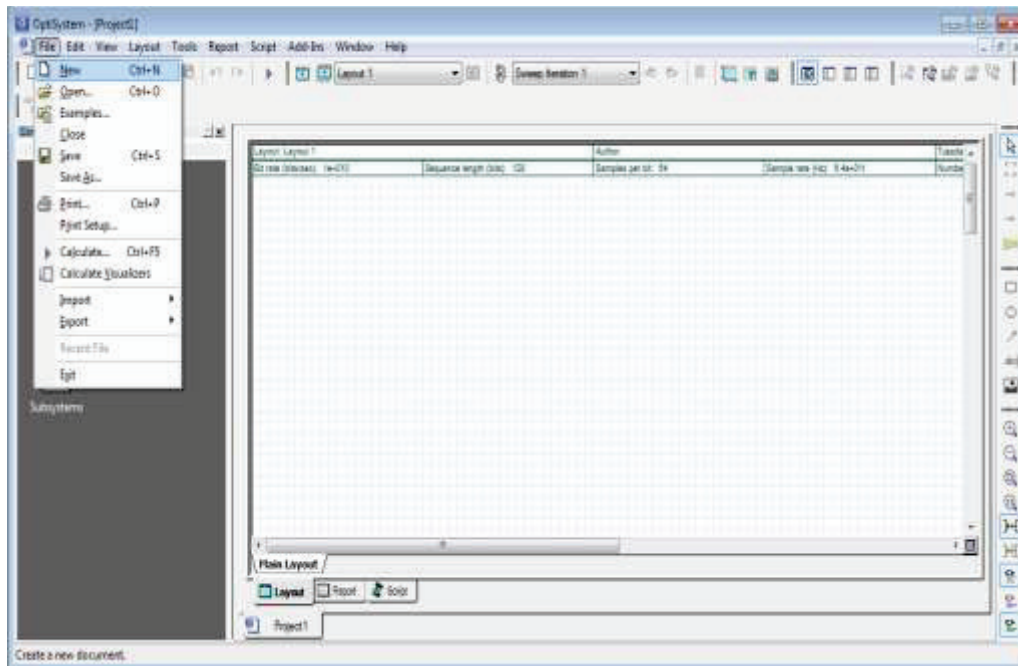 OptiSystem - [Project1]
File Edit View Layout Tools Report Script Add-Ins Window Help
Layout 1
Sweep Iteration 1
New Ctrl+N
Open... Ctrl+O
Examples...
Close
Save Ctrl+S
Save As...
Print... Ctrl+P
Print Setup...
Calculate... Ctrl+F5
Calculate Visualizers
Import
Export
Recent File
Exit
Subsystems
Layout: Layout 1
Author:
Bit rate (bits/sec):
Sequence length (bits): 128
Samples per bit: 64
Sample rate (Hz): 6.4e+011
Main Layout
Layout Report Script
Project1
Create a new document.